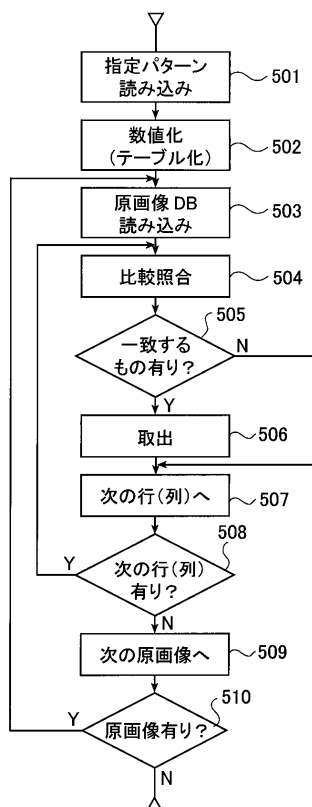 指定パターン
読み込み
501
数値化
(テーブル化)
502
原画像 DB
読み込み
503
比較照合
504
505
一致する
もの有り?
N
Y
取出
506
次の行(列)へ
507
508
次の行(列)
有り?
Y
N
次の原画像へ
509
510
原画像有り?
Y
N